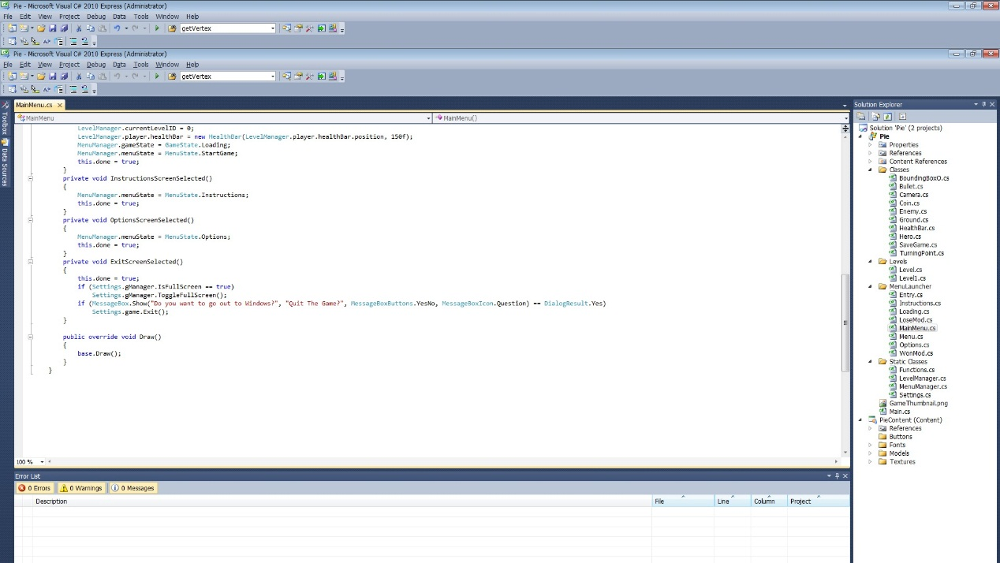 Pie - Microsoft Visual C# 2010 Express (Administrator)
File Edit View Project Debug Data Tools Window Help
getVertex
Pie - Microsoft Visual C# 2010 Express (Administrator)
File Edit View Project Debug Data Tools Window Help
getVertex
Toolbox
Data Sources
MainMenu.cs
MainMenu
MainMenu()
LevelManager.currentLevelID = 0;
LevelManager.player.healthBar = new HealthBar(LevelManager.player.healthBar.position, 150f);
MenuManager.gameState = GameState.Loading;
MenuManager.menuState = MenuState.StartGame;
this.done = true;
}
private void InstructionsScreenSelected()
{
MenuManager.menuState = MenuState.Instructions;
this.done = true;
}
private void OptionsScreenSelected()
{
MenuManager.menuState = MenuState.Options;
this.done = true;
}
private void ExitScreenSelected()
{
this.done = true;
if (Settings.gManager.IsFullScreen == true)
Settings.gManager.ToggleFullScreen();
if (MessageBox.Show("Do you want to go out to Windows?", "Quit The Game?", MessageBoxButtons.YesNo, MessageBoxIcon.Question) == DialogResult.Yes)
Settings.game.Exit();
}
public override void Draw()
{
base.Draw();
}
}
100 %
Solution Explorer
Solution 'Pie' (2 projects)
Pie
Properties
References
Content References
Classes
BoundingBoxO.cs
Bullet.cs
Camera.cs
Coin.cs
Enemy.cs
Ground.cs
HealthBar.cs
Hero.cs
SaveGame.cs
TurningPoint.cs
Levels
Level.cs
Level1.cs
MenuLauncher
Entry.cs
Instructions.cs
Loading.cs
LoseMod.cs
MainMenu.cs
Menu.cs
Options.cs
WonMod.cs
Static Classes
Functions.cs
LevelManager.cs
MenuManager.cs
Settings.cs
GameThumbnail.png
Main.cs
PieContent (Content)
References
Buttons
Fonts
Models
Textures
Error List
0 Errors 0 Warnings 0 Messages
Description File Line Column Project